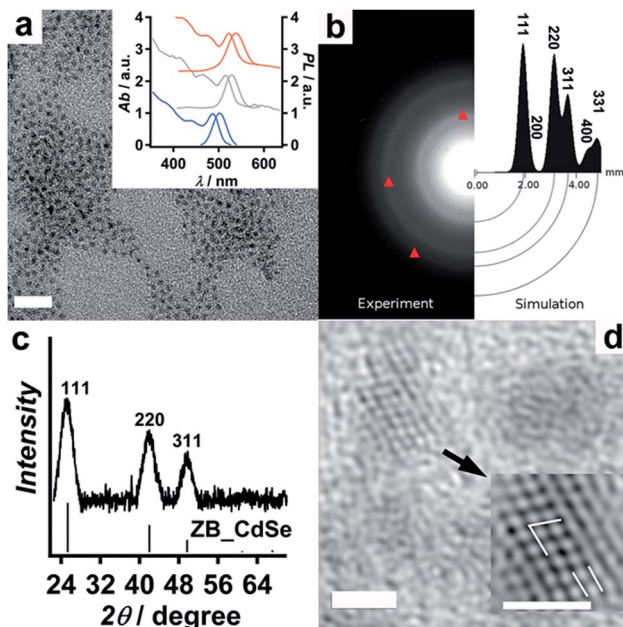 a
4
3
2
1
0
Ab / a.u.
4
3
2
1
0
PL / a.u.
400 500 600
λ / nm
b
111
200
220
311
400
331
0.00 2.00 4.00 mm
Experiment
Simulation
c
Intensity
111
220
311
ZB_CdSe
24 32 40 48 56 64
2θ / degree
d